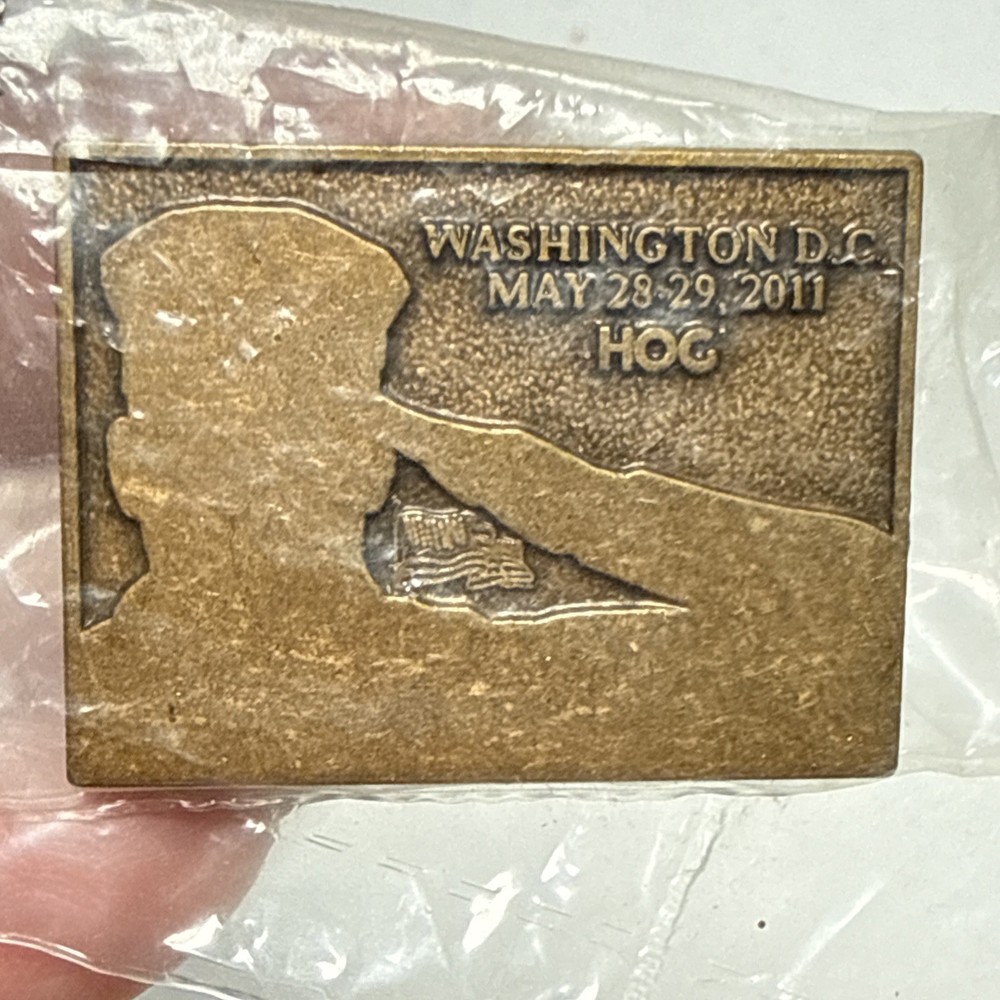 WASHINGTON D.C.
MAY 28-29, 2011
HOG